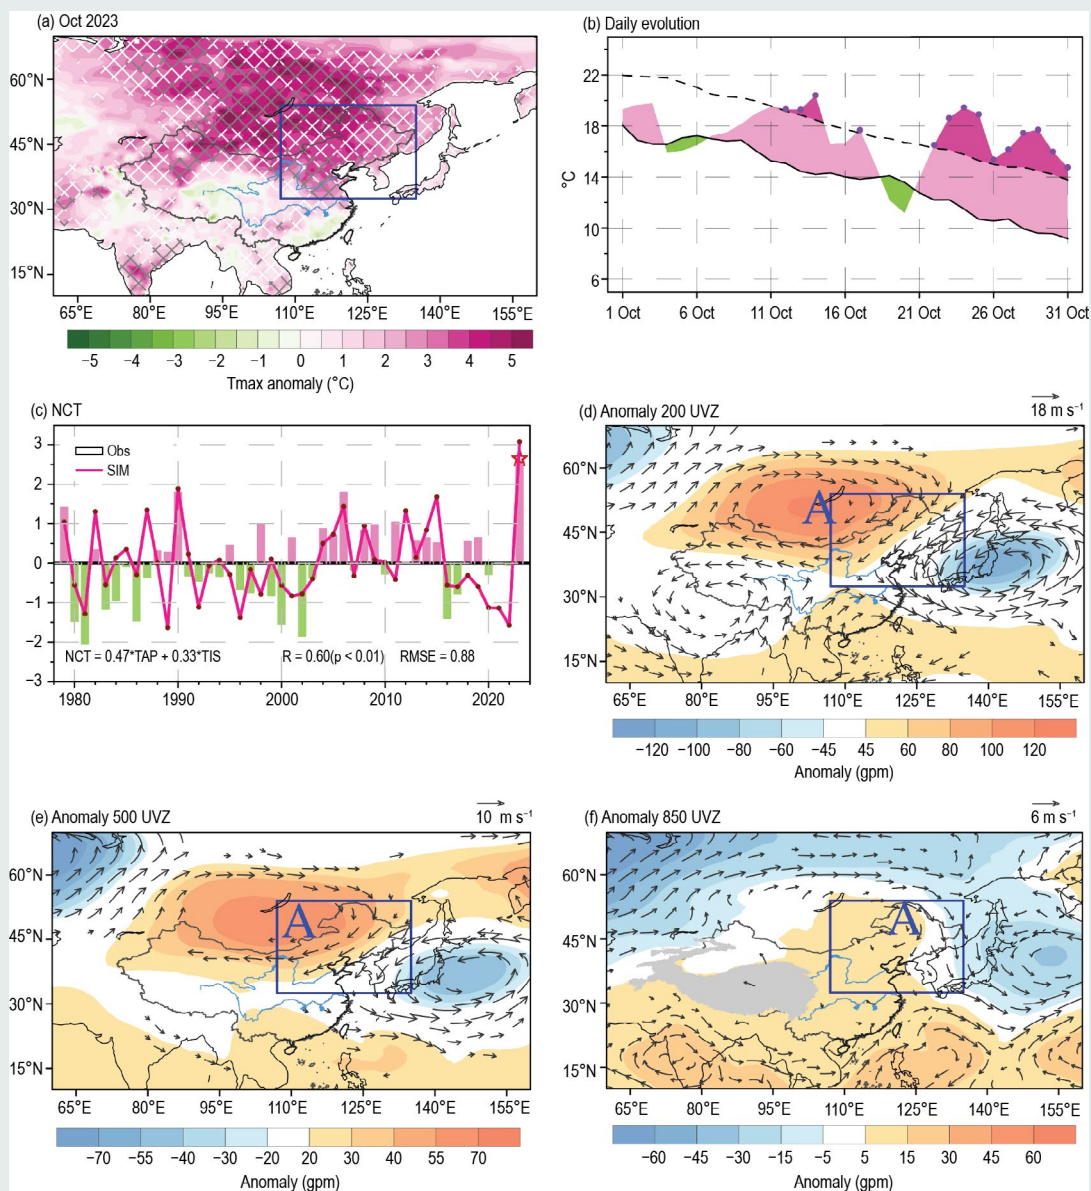 (a) Oct 2023
60°N
45°N
30°N
15°N
65°E 80°E 95°E 110°E 125°E 140°E 155°E
−5 −4 −3 −2 −1 0 1 2 3 4 5
Tmax anomaly (°C)
(b) Daily evolution
22
18
14
10
6
°C
1 Oct 6 Oct 11 Oct 16 Oct 21 Oct 26 Oct 31 Oct
(c) NCT
Obs
SIM
3
2
1
0
−1
−2
−3
NCT = 0.47*TAP + 0.33*TIS R = 0.60(p < 0.01) RMSE = 0.88
1980 1990 2000 2010 2020
(d) Anomaly 200 UVZ 18 m s⁻¹
60°N
45°N
30°N
15°N
A
65°E 80°E 95°E 110°E 125°E 140°E 155°E
−120 −100 −80 −60 −45 45 60 80 100 120
Anomaly (gpm)
(e) Anomaly 500 UVZ 10 m s⁻¹
60°N
45°N
30°N
15°N
A
65°E 80°E 95°E 110°E 125°E 140°E 155°E
−70 −55 −40 −30 −20 20 30 40 55 70
Anomaly (gpm)
(f) Anomaly 850 UVZ 6 m s⁻¹
60°N
45°N
30°N
15°N
A
65°E 80°E 95°E 110°E 125°E 140°E 155°E
−60 −45 −30 −15 −5 5 15 30 45 60
Anomaly (gpm)